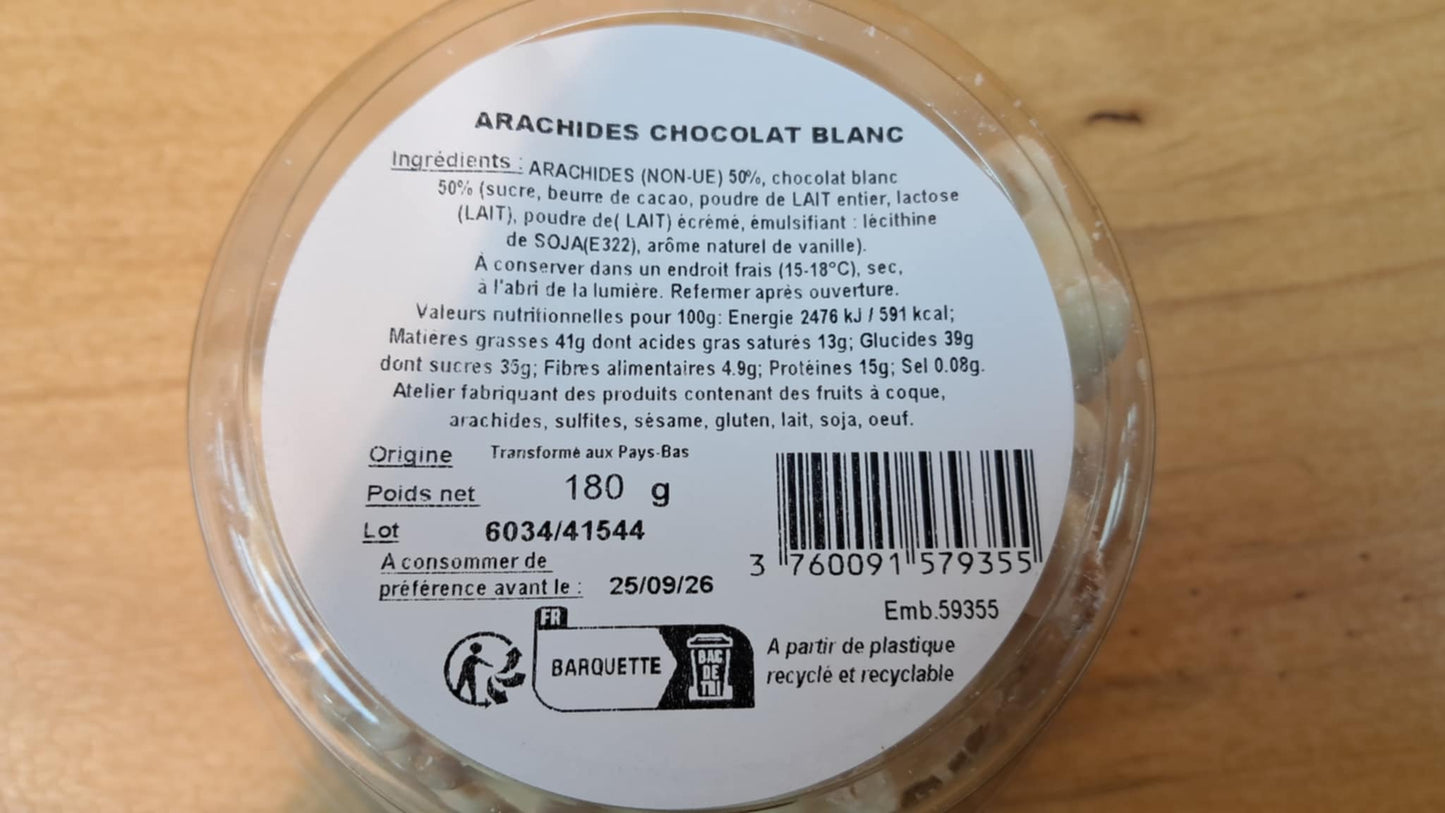 ARACHIDES CHOCOLAT BLANC
Ingrédients : ARACHIDES (NON-UE) 50%, chocolat blanc
50% (sucre, beurre de cacao, poudre de LAIT entier, lactose
(LAIT), poudre de( LAIT) écrémé, émulsifiant : lécithine
de SOJA(E322), arôme naturel de vanille).
À conserver dans un endroit frais (15-18°C), sec,
à l'abri de la lumière. Refermer après ouverture.
Valeurs nutritionnelles pour 100g: Energie 2476 kJ / 591 kcal;
Matières grasses 41g dont acides gras saturés 13g; Glucides 39g
dont sucres 35g; Fibres alimentaires 4.9g; Protéines 15g; Sel 0.08g.
Atelier fabriquant des produits contenant des fruits à coque,
arachides, sulfites, sésame, gluten, lait, soja, oeuf.
Origine Transformé aux Pays-Bas
Poids net 180 g
Lot 6034/41544
A consommer de
préférence avant le : 25/09/26
3 760091 579355
Emb.59355
FR
BARQUETTE
BAC
DE
TRI
A partir de plastique
recyclé et recyclable